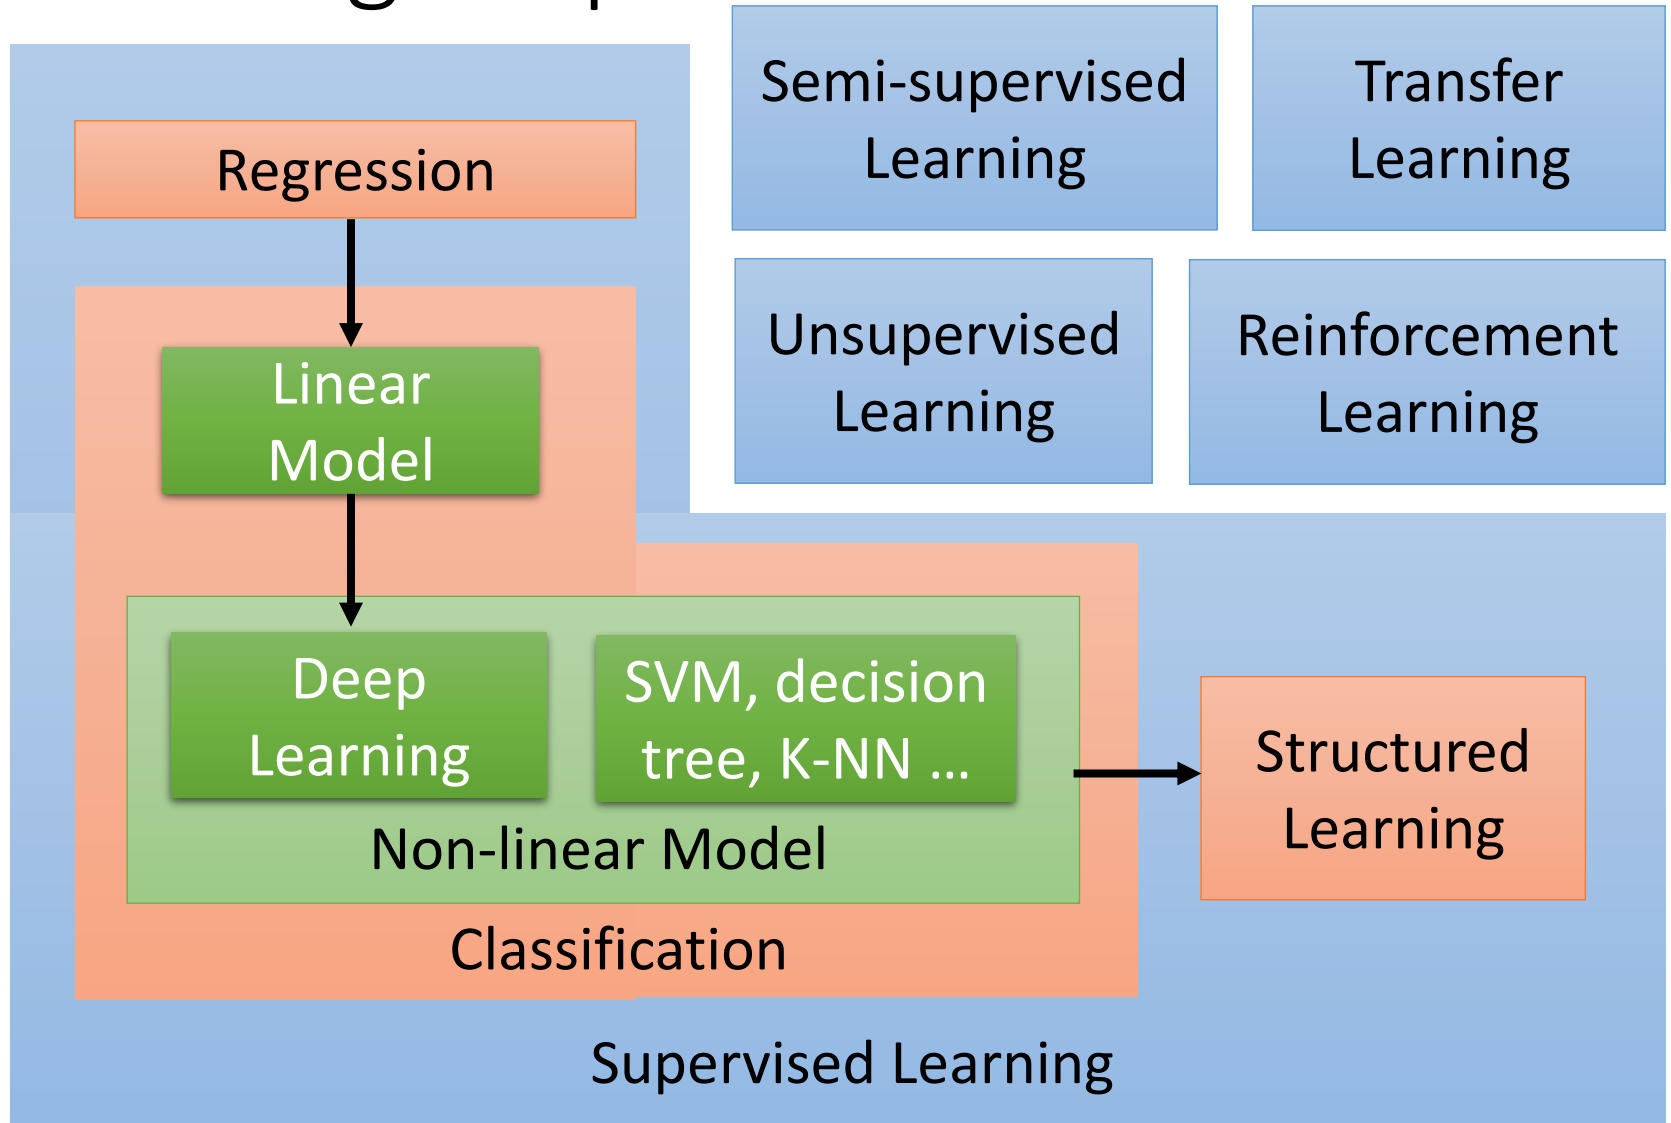 Semi-supervised
Learning
Transfer
Learning
Regression
Unsupervised
Learning
Reinforcement
Learning
Linear
Model
Deep
Learning
SVM, decision
tree, K-NN ...
Non-linear Model
Classification
Structured
Learning
Supervised Learning